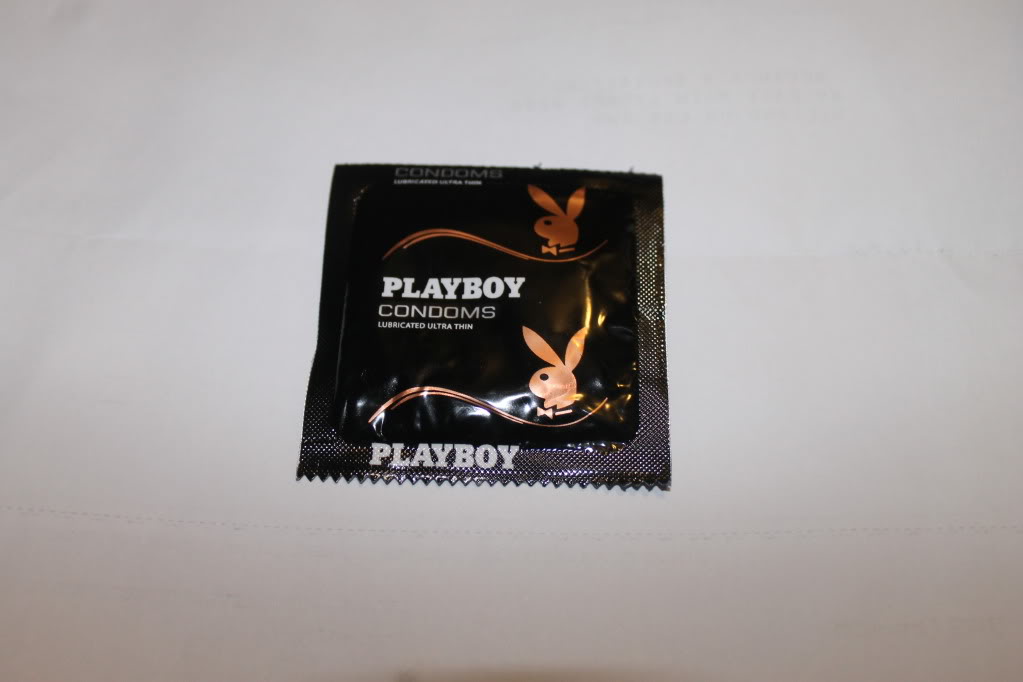 CONDOMS
LUBRICATED ULTRA THIN
PLAYBOY
CONDOMS
LUBRICATED ULTRA THIN
PLAYBOY